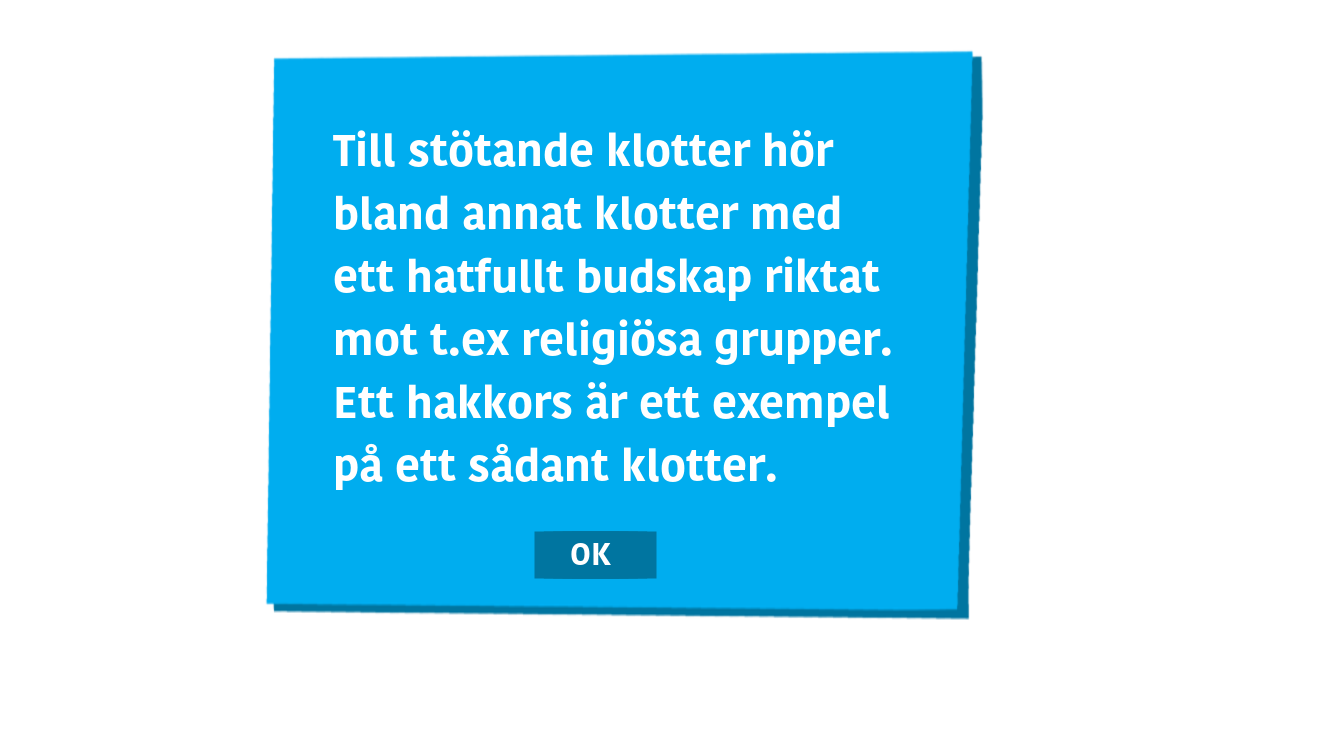 Till stötande klotter hör
bland annat klotter med
ett hatfullt budskap riktat
mot t.ex religiösa grupper.
Ett hakkors är ett exempel
på ett sådant klotter.
OK